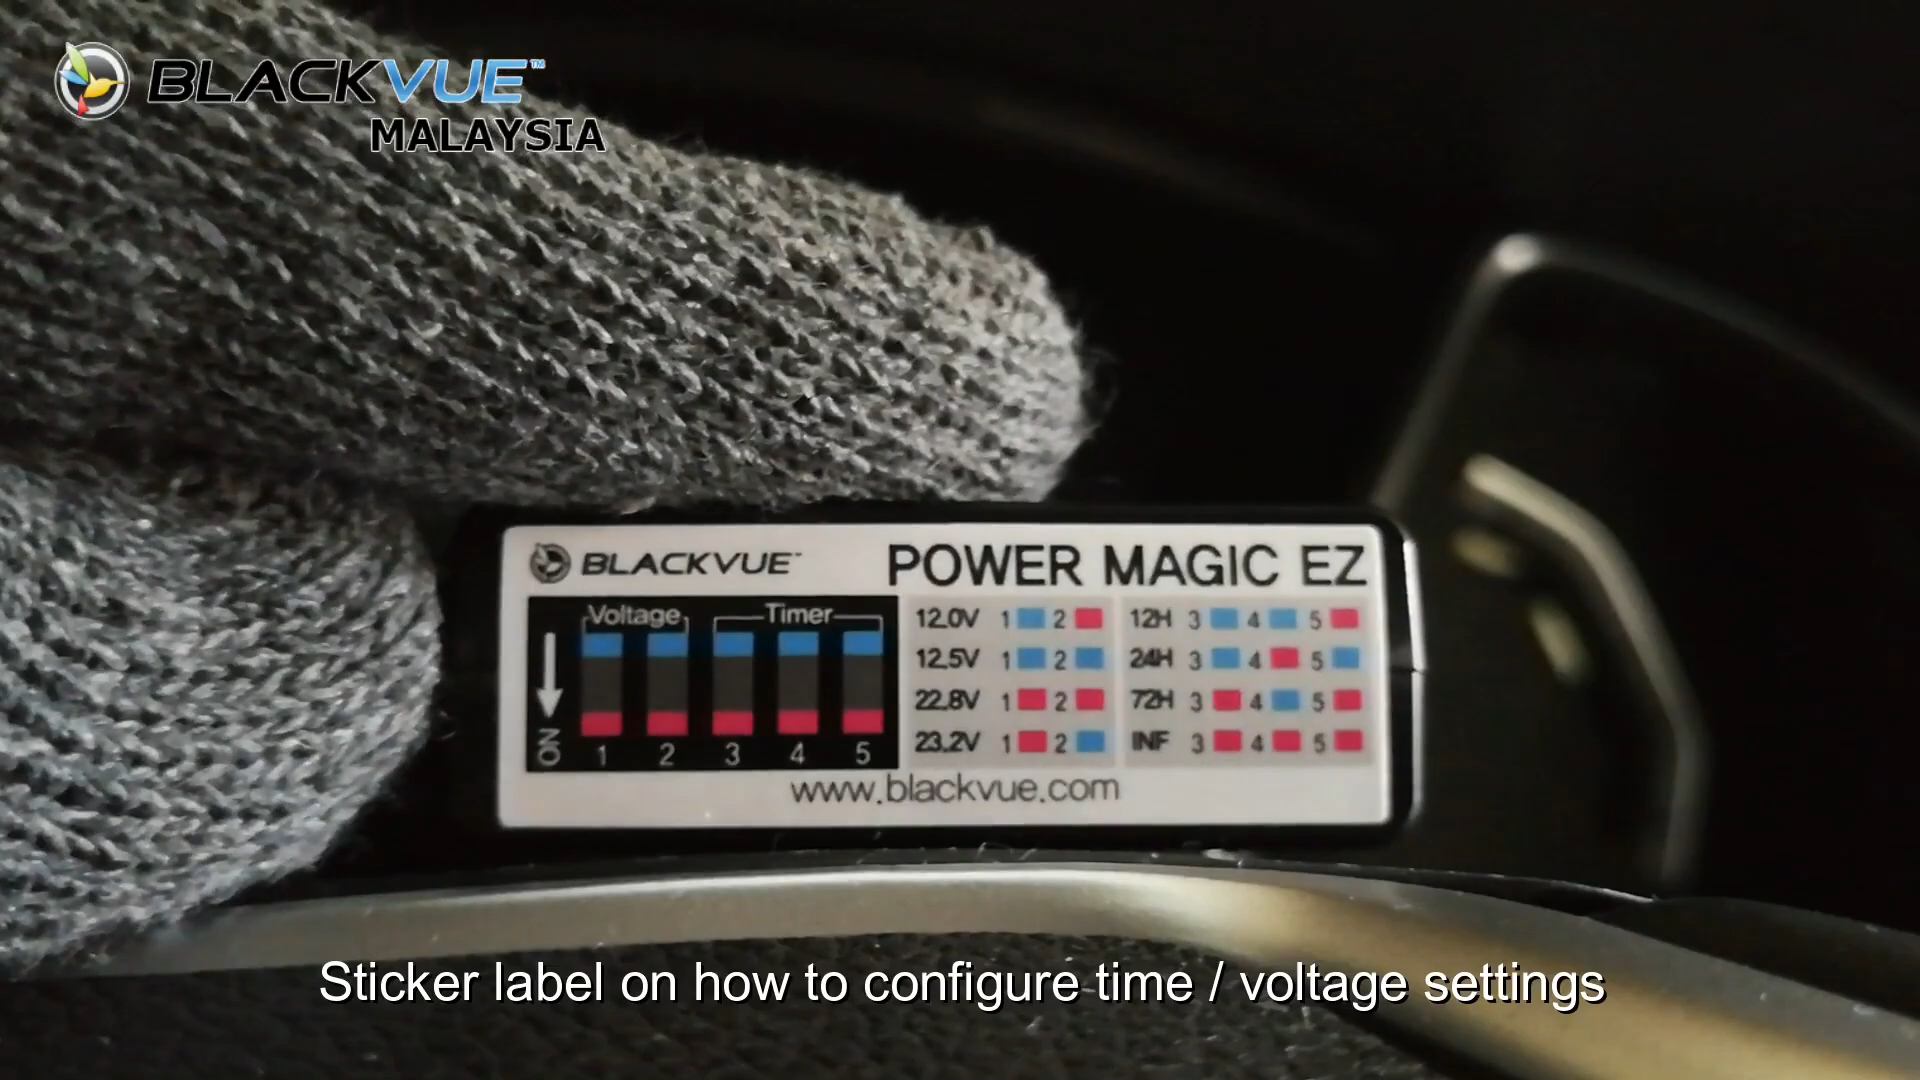 BLACKVUE™
MALAYSIA
BLACKVUE™ POWER MAGIC EZ
Voltage Timer
ON 1 2 3 4 5
12.0V 1 2 12H 3 4 5
12.5V 1 2 24H 3 4 5
22.8V 1 2 72H 3 4 5
23.2V 1 2 INF 3 4 5
www.blackvue.com
Sticker label on how to configure time / voltage settings